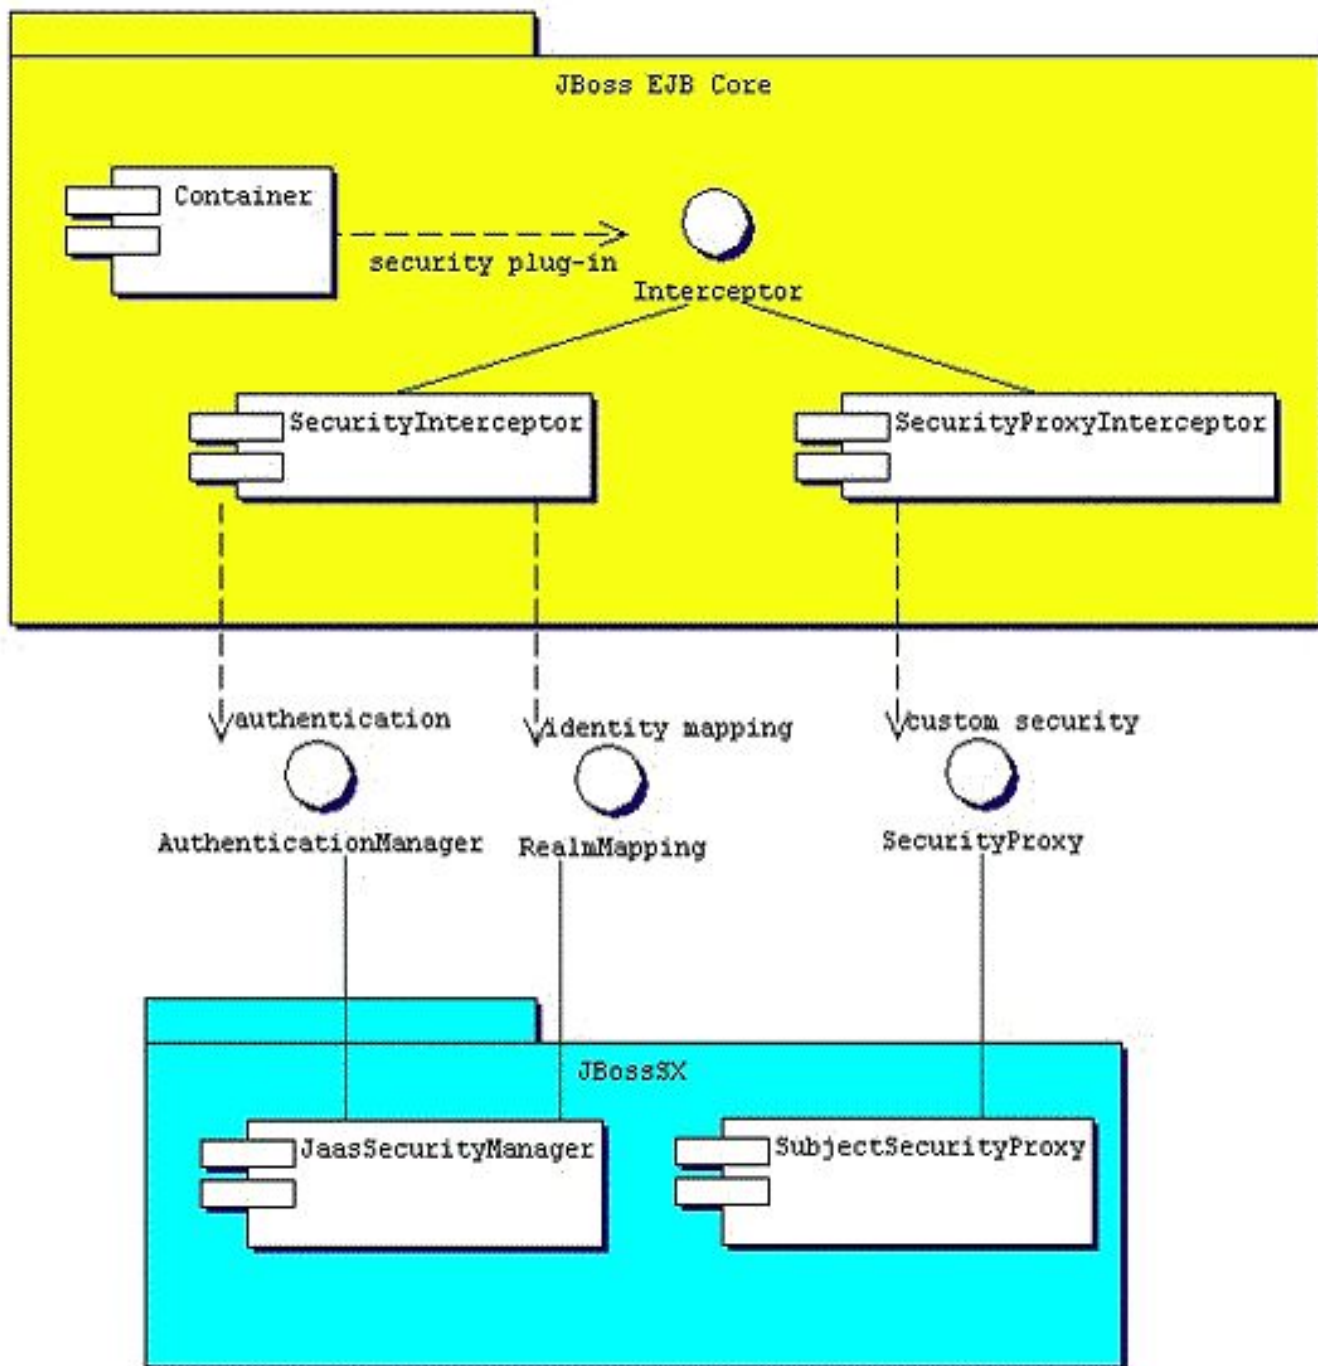 JBoss EJB Core
Container
security plug-in
Interceptor
SecurityInterceptor
SecurityProxyInterceptor
authentication
identity mapping
custom security
AuthenticationManager
RealmMapping
SecurityProxy
JBossSX
JaasSecurityManager
SubjectSecurityProxy